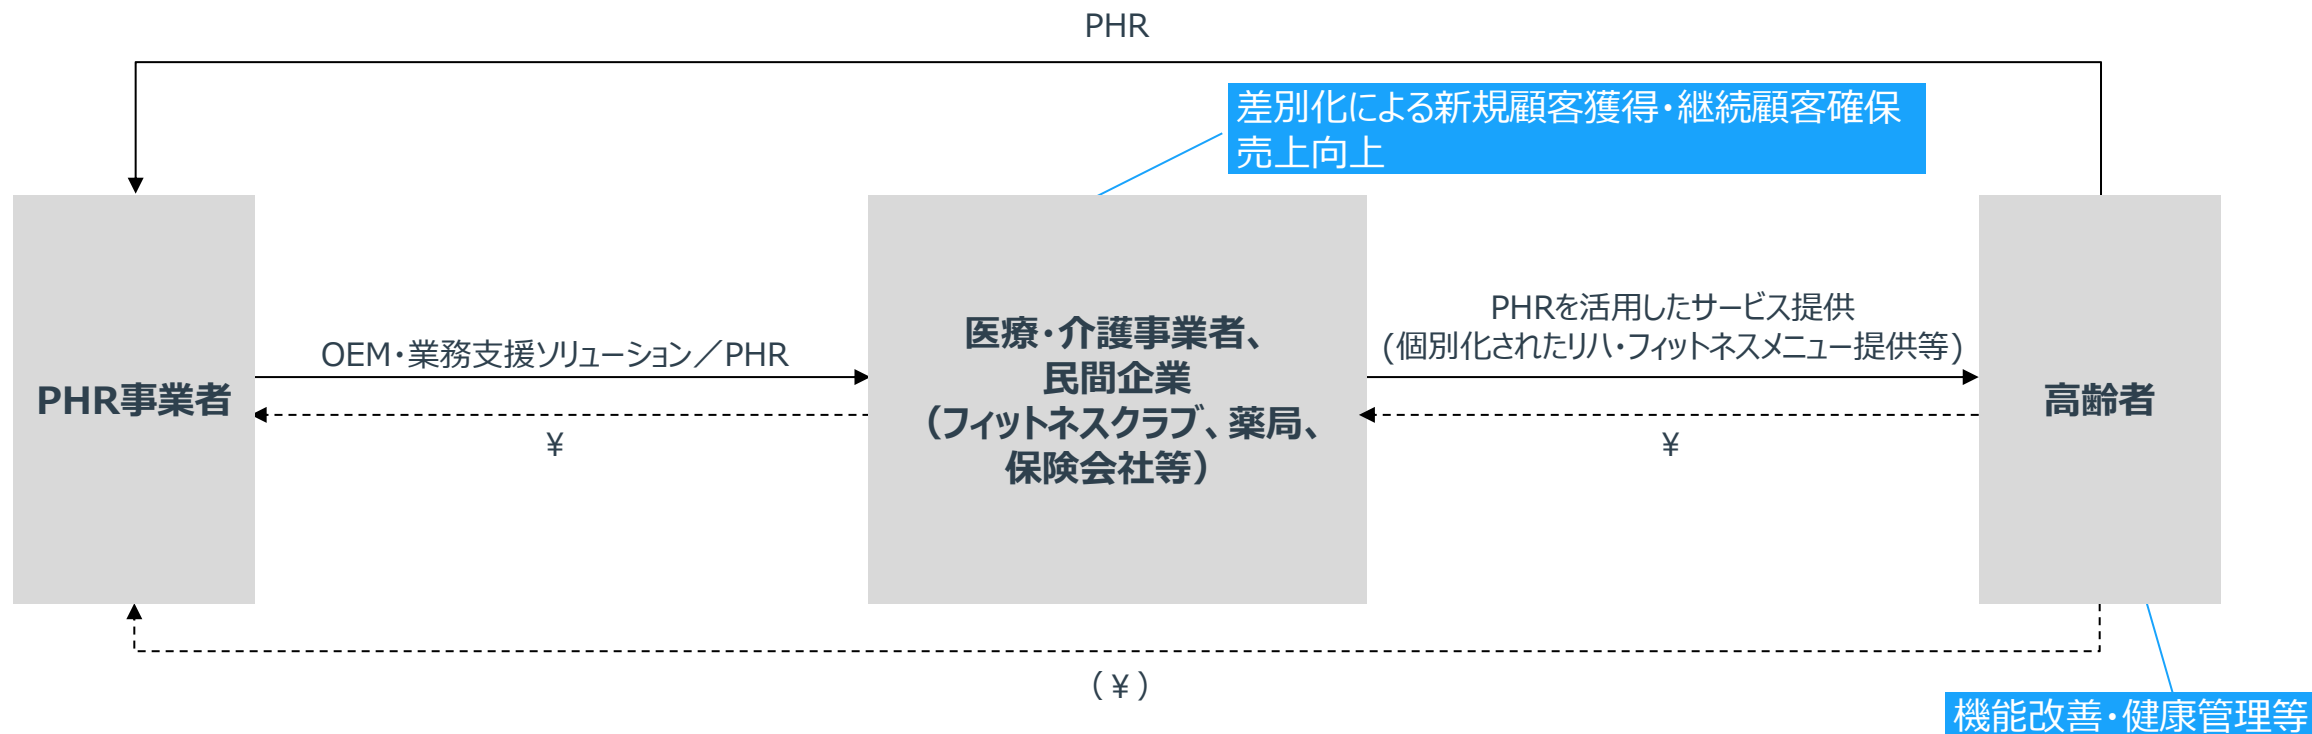 PHR
差別化による新規顧客獲得・継続顧客確保
売上向上
PHR事業者
OEM・業務支援ソリューション／PHR
¥
医療・介護事業者、
民間企業
（フィットネスクラブ、薬局、
保険会社等）
PHRを活用したサービス提供
(個別化されたリハ・フィットネスメニュー提供等)
¥
高齢者
（¥）
機能改善・健康管理等